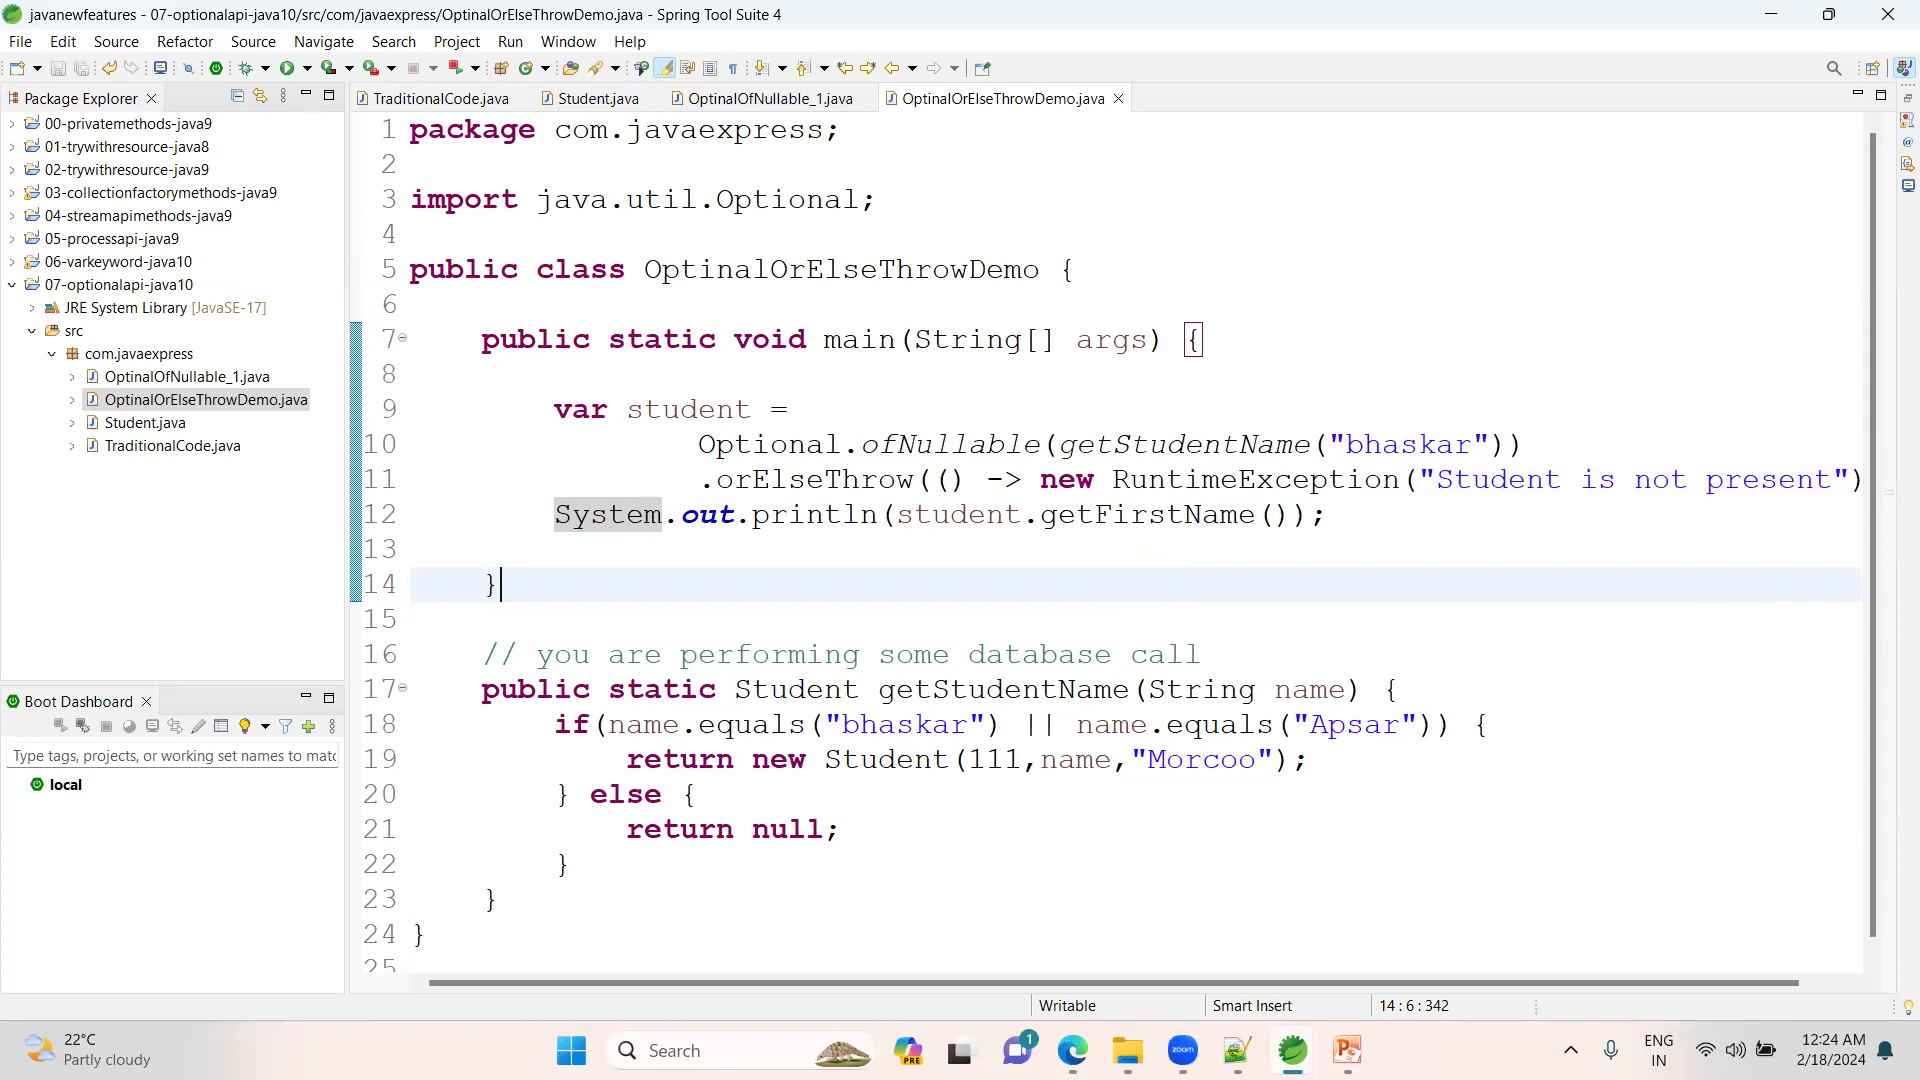 javanewfeatures - 07-optionalapi-java10/src/com/javaexpress/OptinalOrElseThrowDemo.java - Spring Tool Suite 4
File Edit Source Refactor Source Navigate Search Project Run Window Help
Package Explorer
00-privatemethods-java9
01-trywithresource-java8
02-trywithresource-java9
03-collectionfactorymethods-java9
04-streamapimethods-java9
05-processapi-java9
06-varkeyword-java10
07-optionalapi-java10
JRE System Library [JavaSE-17]
src
com.javaexpress
OptinalOfNullable_1.java
OptinalOrElseThrowDemo.java
Student.java
TraditionalCode.java
Boot Dashboard
Type tags, projects, or working set names to matc
local
TraditionalCode.java Student.java OptinalOfNullable_1.java OptinalOrElseThrowDemo.java
1 package com.javaexpress;
2
3 import java.util.Optional;
4
5 public class OptinalOrElseThrowDemo {
6
7 public static void main(String[] args) {
8
9 var student =
10 Optional.ofNullable(getStudentName("bhaskar"))
11 .orElseThrow(() -> new RuntimeException("Student is not present")
12 System.out.println(student.getFirstName());
13
14 }
15
16 // you are performing some database call
17 public static Student getStudentName(String name) {
18 if(name.equals("bhaskar") || name.equals("Apsar")) {
19 return new Student(111,name,"Morcoo");
20 } else {
21 return null;
22 }
23 }
24 }
25
Writable Smart Insert 14 : 6 : 342
22°C
Partly cloudy
Search
PRE
1
zoom
ENG
IN
12:24 AM
2/18/2024